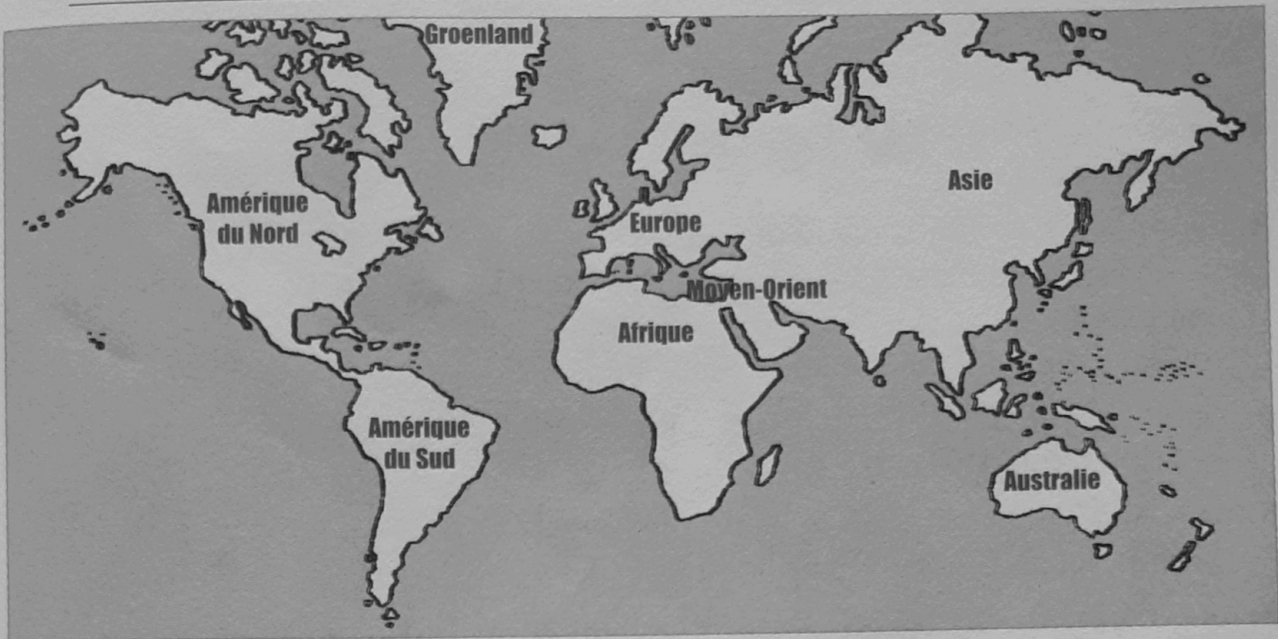 Groenland
Asie
Amérique
du Nord
Europe
Moyen-Orient
Afrique
Amérique
du Sud
Australie